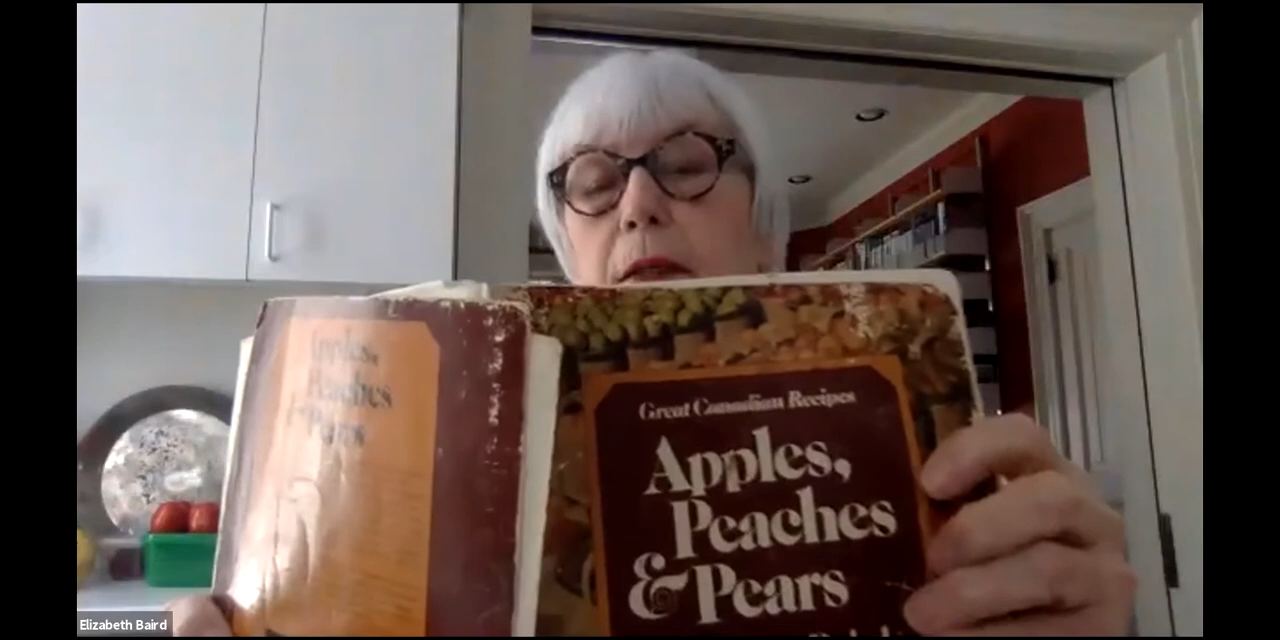 Apples,
Peaches
& Pears
Great Canadian Recipes
Apples,
Peaches
& Pears
Elizabeth Baird